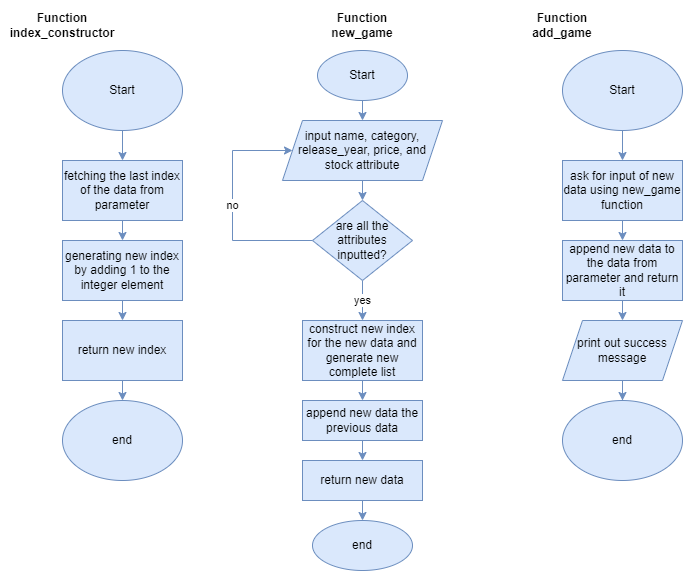 Function
index_constructor
Start
fetching the last index
of the data from
parameter
generating new index
by adding 1 to the
integer element
return new index
end
Function
new_game
Start
input name, category,
release_year, price, and
stock attribute
no
are all the
attributes
inputted?
yes
construct new index
for the new data and
generate new
complete list
append new data the
previous data
return new data
end
Function
add_game
Start
ask for input of new
data using new_game
function
append new data to
the data from
parameter and return
it
print out success
message
end